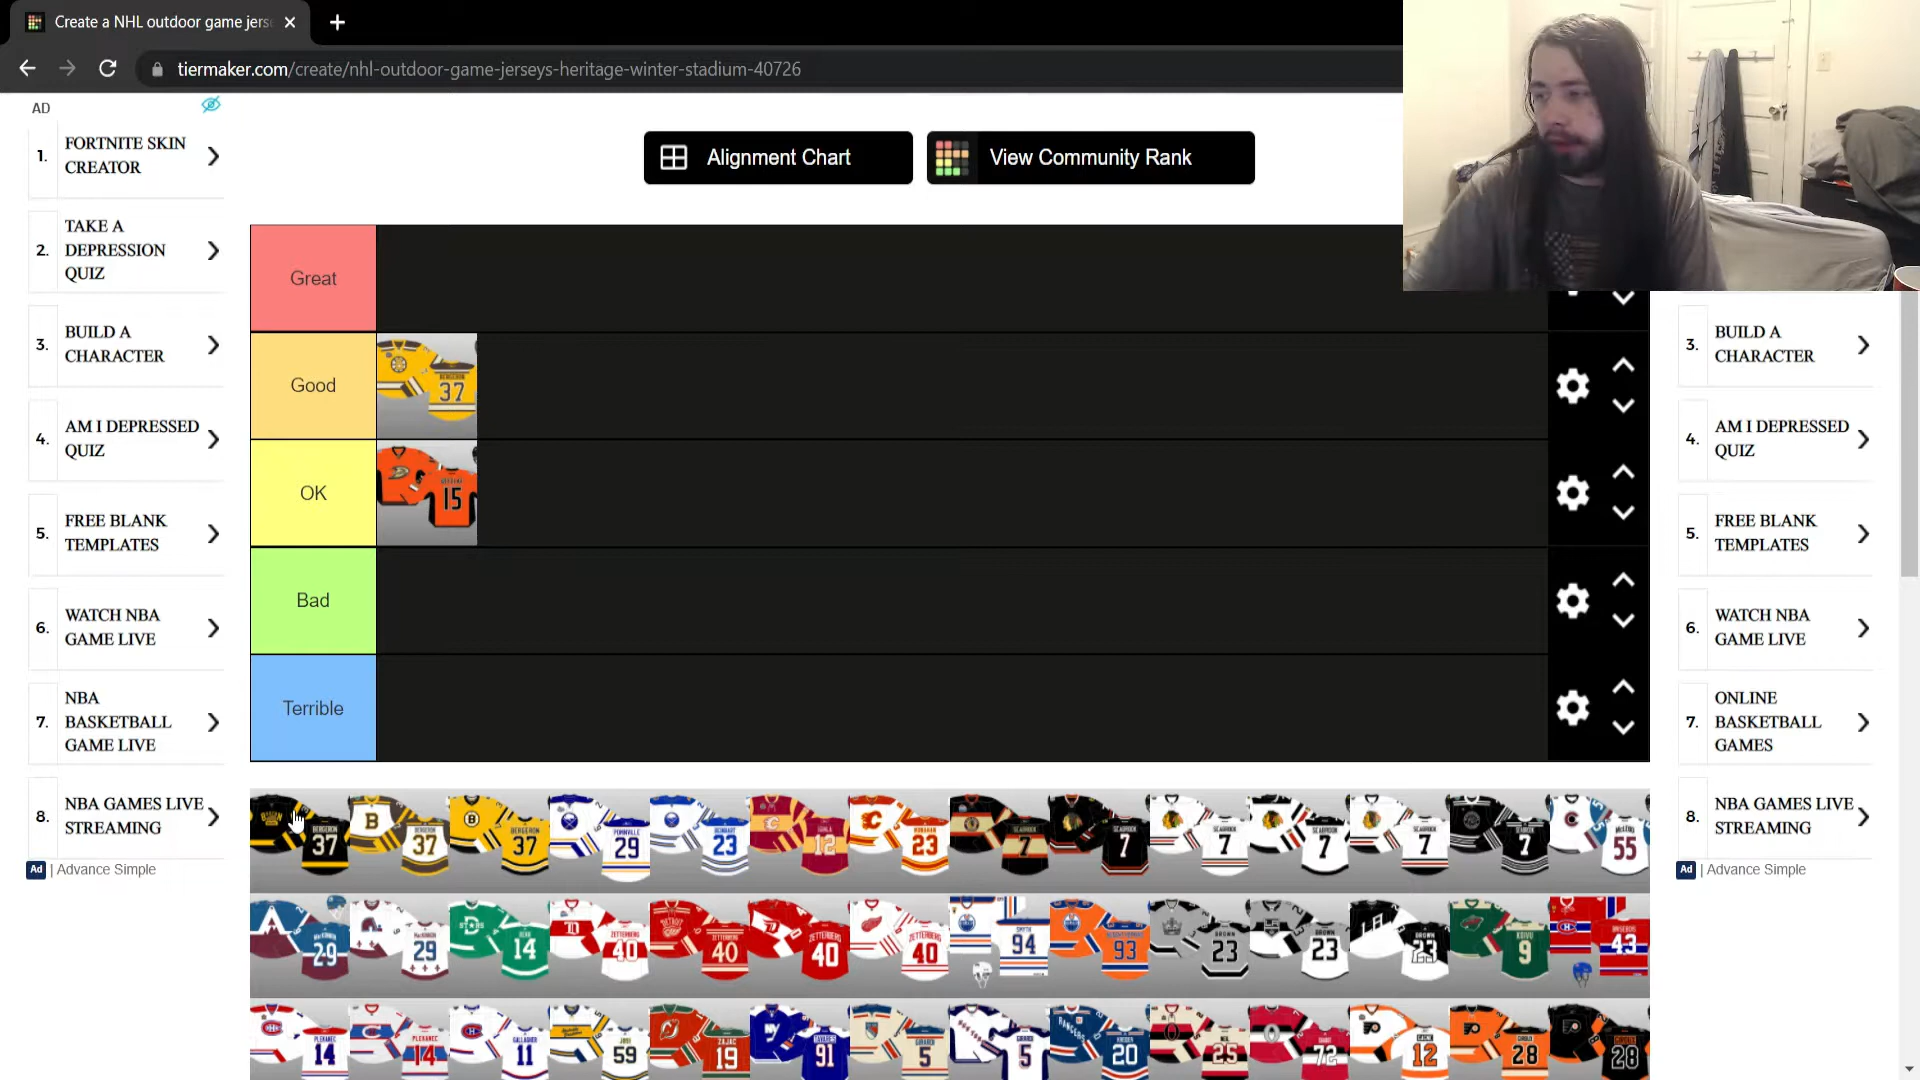 Create a NHL outdoor game jers
tiermaker.com/create/nhl-outdoor-game-jerseys-heritage-winter-stadium-40726
AD
1. FORTNITE SKIN
CREATOR
2. TAKE A
DEPRESSION
QUIZ
3. BUILD A
CHARACTER
4. AM I DEPRESSED
QUIZ
5. FREE BLANK
TEMPLATES
6. WATCH NBA
GAME LIVE
7. NBA
BASKETBALL
GAME LIVE
8. NBA GAMES LIVE
STREAMING
Ad | Advance Simple
Alignment Chart
View Community Rank
Great
Good
BERGERON
37
OK
15
Bad
Terrible
37 37 37 29 23 12 23 7 7 7 7 7 7 55
29 29 14 40 40 40 40 94 93 23 23 23 9 43
14 14 11 59 19 91 5 5 20 25 72 12 28 28
3. BUILD A
CHARACTER
4. AM I DEPRESSED
QUIZ
5. FREE BLANK
TEMPLATES
6. WATCH NBA
GAME LIVE
7. ONLINE
BASKETBALL
GAMES
8. NBA GAMES LIVE
STREAMING
Ad | Advance Simple